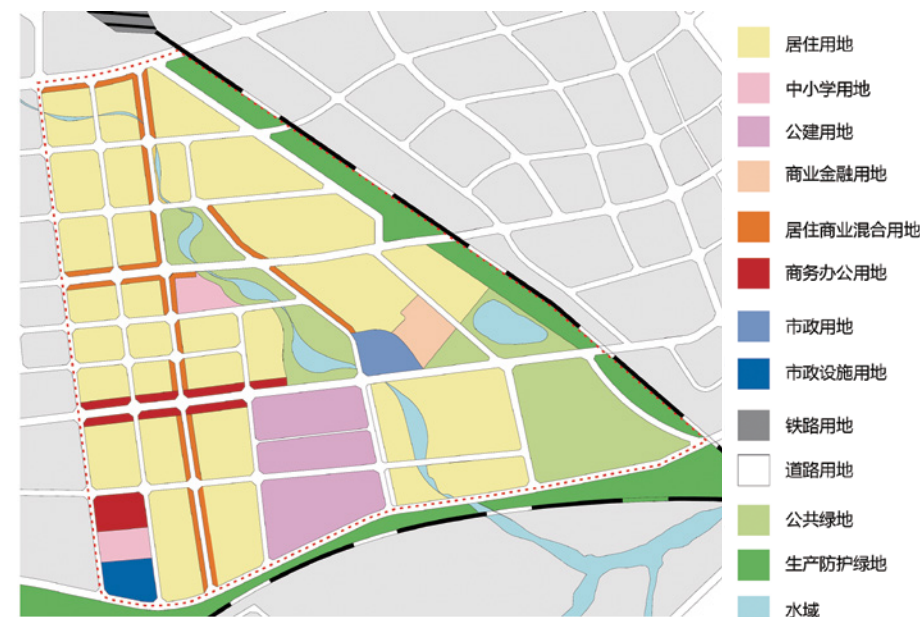 居住用地
中小学用地
公建用地
商业金融用地
居住商业混合用地
商务办公用地
市政用地
市政设施用地
铁路用地
道路用地
公共绿地
生产防护绿地
水域